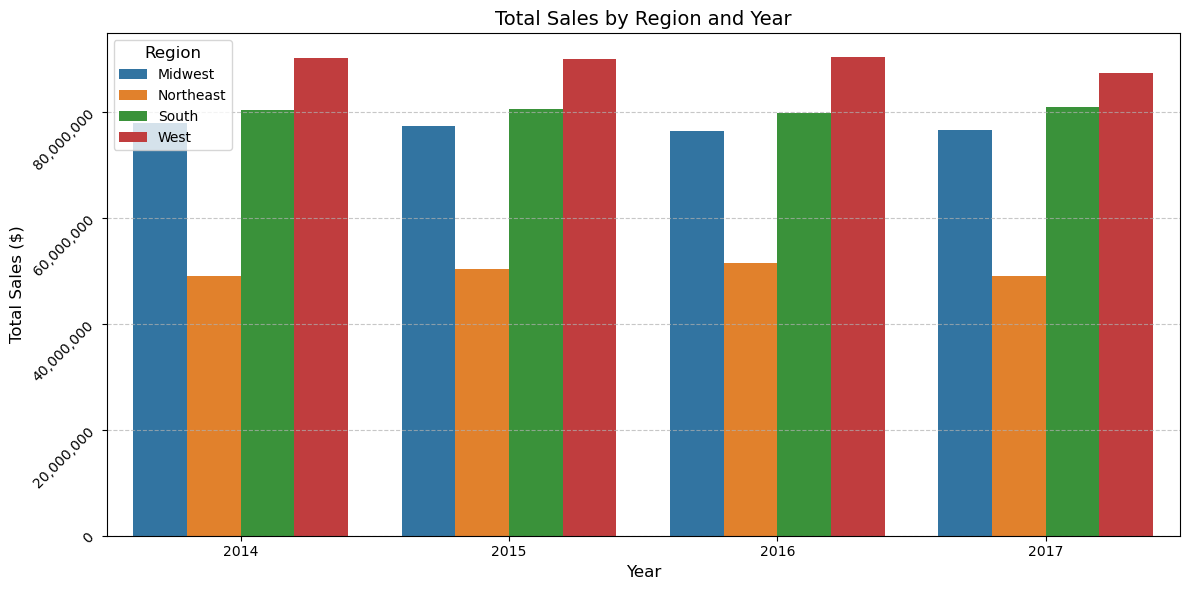 Total Sales by Region and Year
Region
Midwest
Northeast
South
West
Total Sales ($)
80,000,000
60,000,000
40,000,000
20,000,000
0
2014 2015 2016 2017
Year